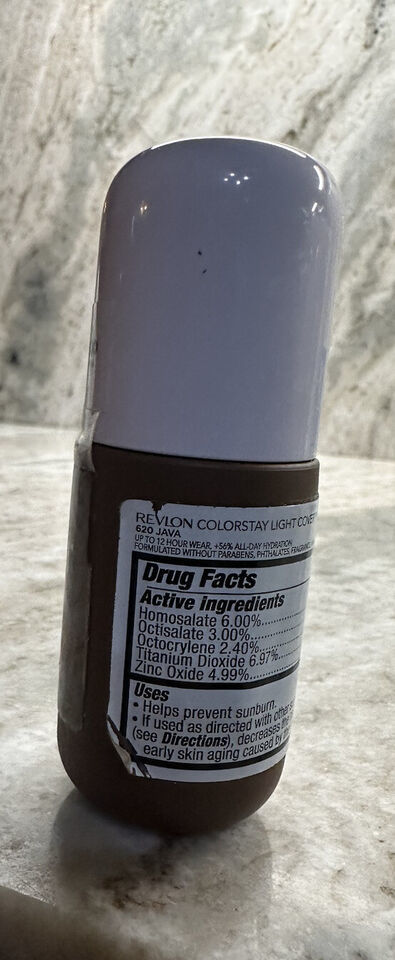 REVLON COLORSTAY LIGHT COVER
620 JAVA
UP TO 12 HOUR WEAR, +56% ALL-DAY HYDRATION
FORMULATED WITHOUT PARABENS, PHTHALATES,
Drug Facts
Active ingredients
Homosalate 6.00%
Octisalate 3.00%
Octocrylene 2.40%
Titanium Dioxide 6.97%
Zinc Oxide 4.99%
Uses
• Helps prevent sunburn.
• If used as directed with other
(see Directions), decreases the
early skin aging caused by